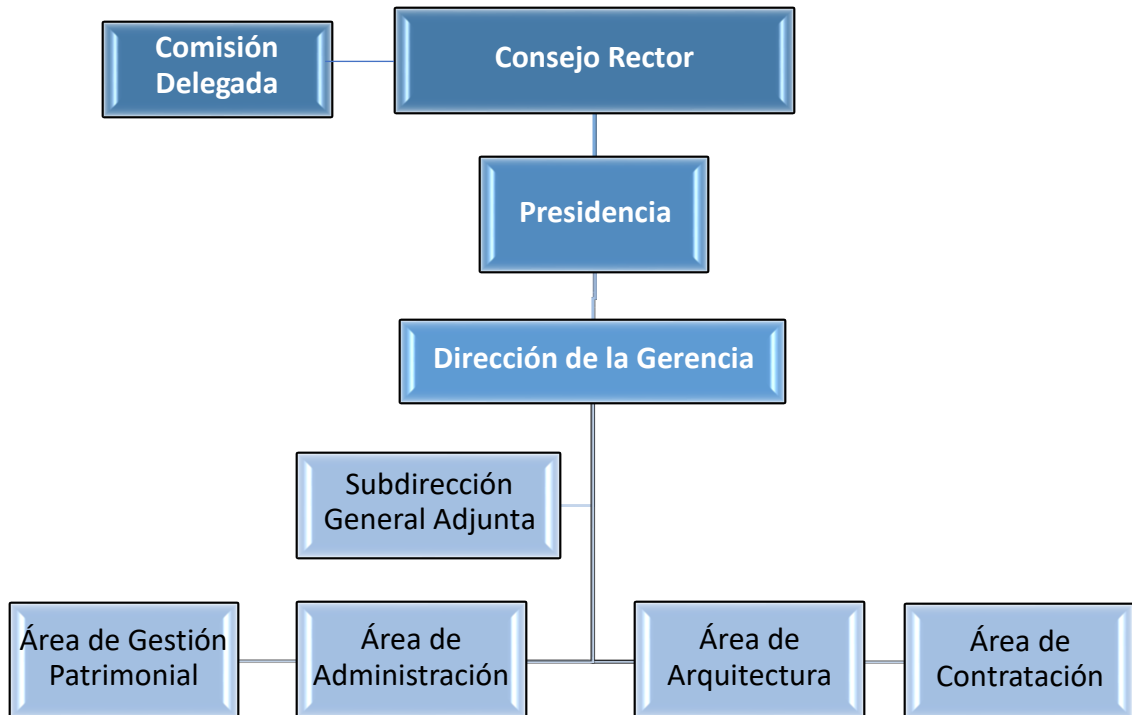 Comisión
Delegada
Consejo Rector
Presidencia
Dirección de la Gerencia
Subdirección
General Adjunta
Área de Gestión
Patrimonial
Área de
Administración
Área de
Arquitectura
Área de
Contratación